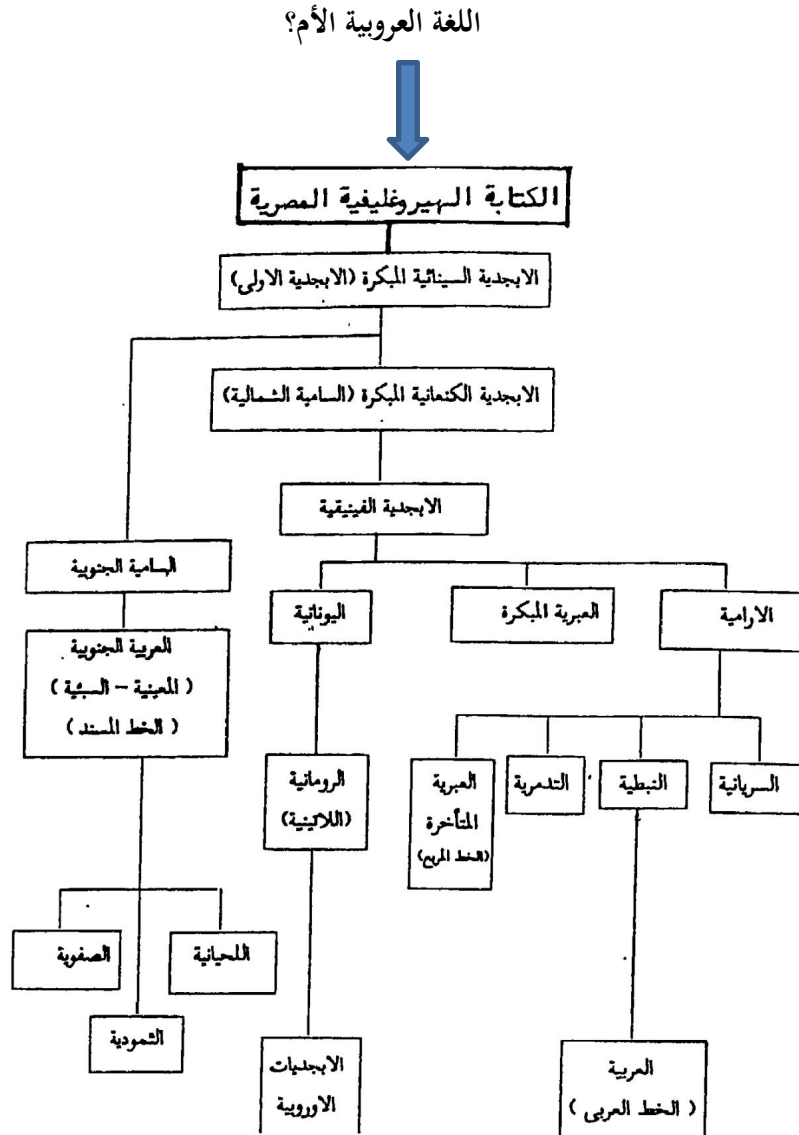 اللغة العروبية الأم؟
الكتابة الهيروغليفية المصرية
الابجدية السينائية المبكرة (الابجدية الاولى)
الابجدية الكنعانية المبكرة (السامية الشمالية)
الابجدية الفينيقية
السامية الجنوبية
اليونانية
العبرية المبكرة
الارامية
العربية الجنوبية
( المعينية – السبئية )
( الخط المسند )
الرومانية
(اللاتينية)
العبرية
المتأخرة
(الخط المربع)
التدمرية
النبطية
السريانية
الصفوية
اللحيانية
الثمودية
الابجديات
الاوروبية
العربية
( الخط العربى )